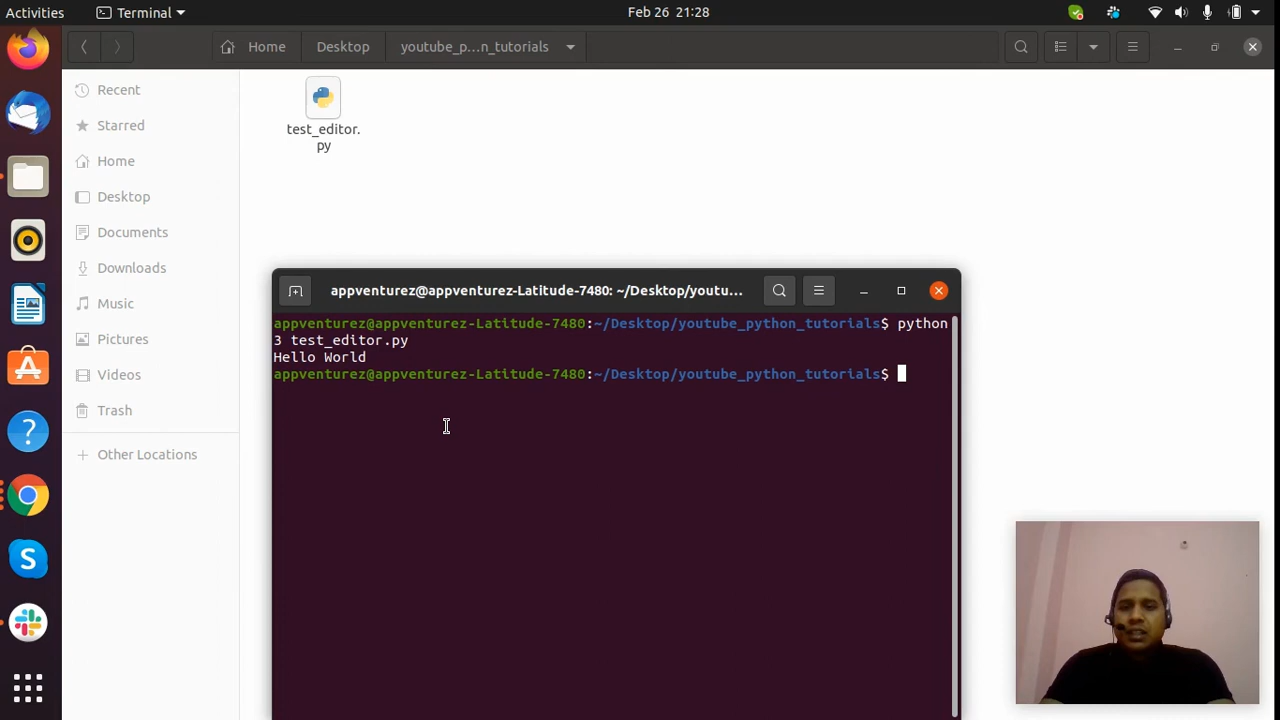 Activities
Terminal
Feb 26 21:28
Home
Desktop
youtube_p...n_tutorials
Recent
Starred
Home
Desktop
Documents
Downloads
Music
Pictures
Videos
Trash
Other Locations
test_editor.
py
appventurez@appventurez-Latitude-7480: ~/Desktop/youtu...
appventurez@appventurez-Latitude-7480:~/Desktop/youtube_python_tutorials$ python
3 test_editor.py
Hello World
appventurez@appventurez-Latitude-7480:~/Desktop/youtube_python_tutorials$